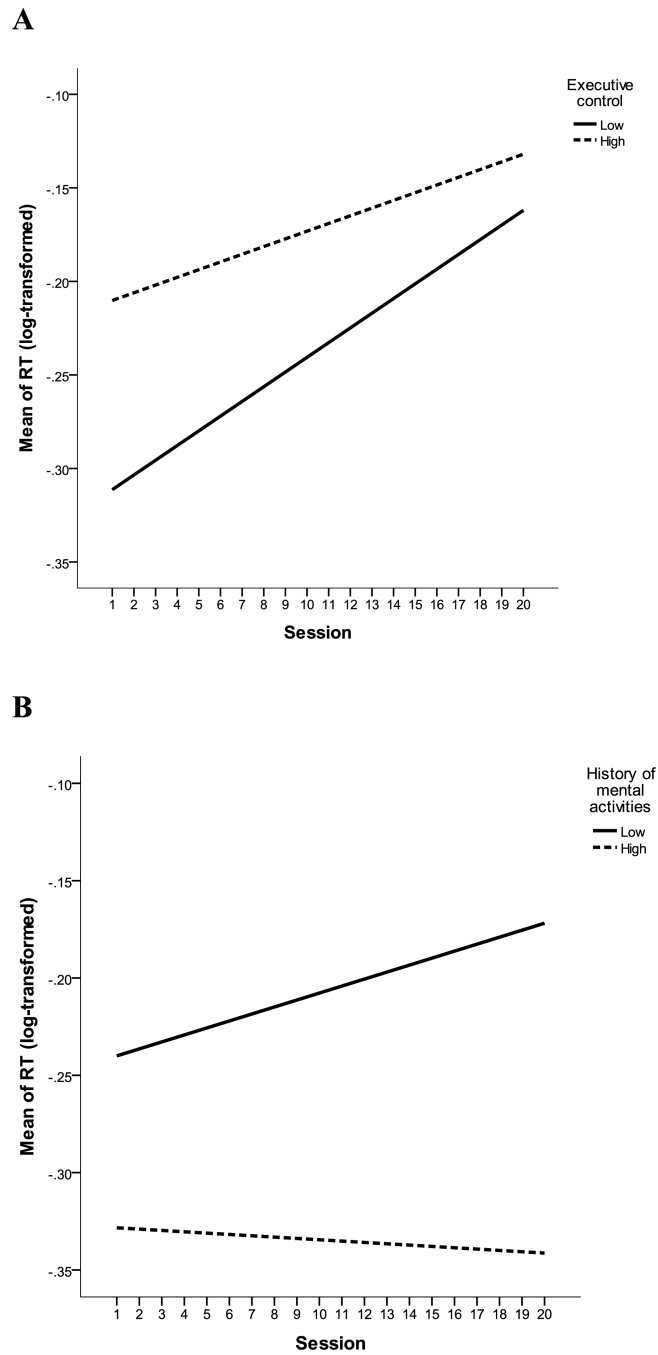 A
Executive
control
Low
High
-.10
-.15
-.20
-.25
-.30
-.35
Mean of RT (log-transformed)
1 2 3 4 5 6 7 8 9 10 11 12 13 14 15 16 17 18 19 20
Session
B
History of
mental
activities
Low
High
-.10
-.15
-.20
-.25
-.30
-.35
Mean of RT (log-transformed)
1 2 3 4 5 6 7 8 9 10 11 12 13 14 15 16 17 18 19 20
Session